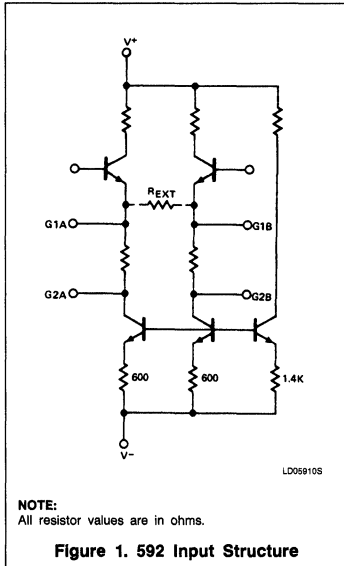 V+
REXT
G1A
G1B
G2A
G2B
600
600
1.4K
V−
LD05910S
NOTE:
All resistor values are in ohms.
Figure 1. 592 Input Structure